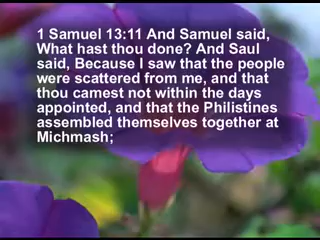 1 Samuel 13:11 And Samuel said,
What hast thou done? And Saul
said, Because I saw that the people
were scattered from me, and that
thou camest not within the days
appointed, and that the Philistines
assembled themselves together at
Michmash;